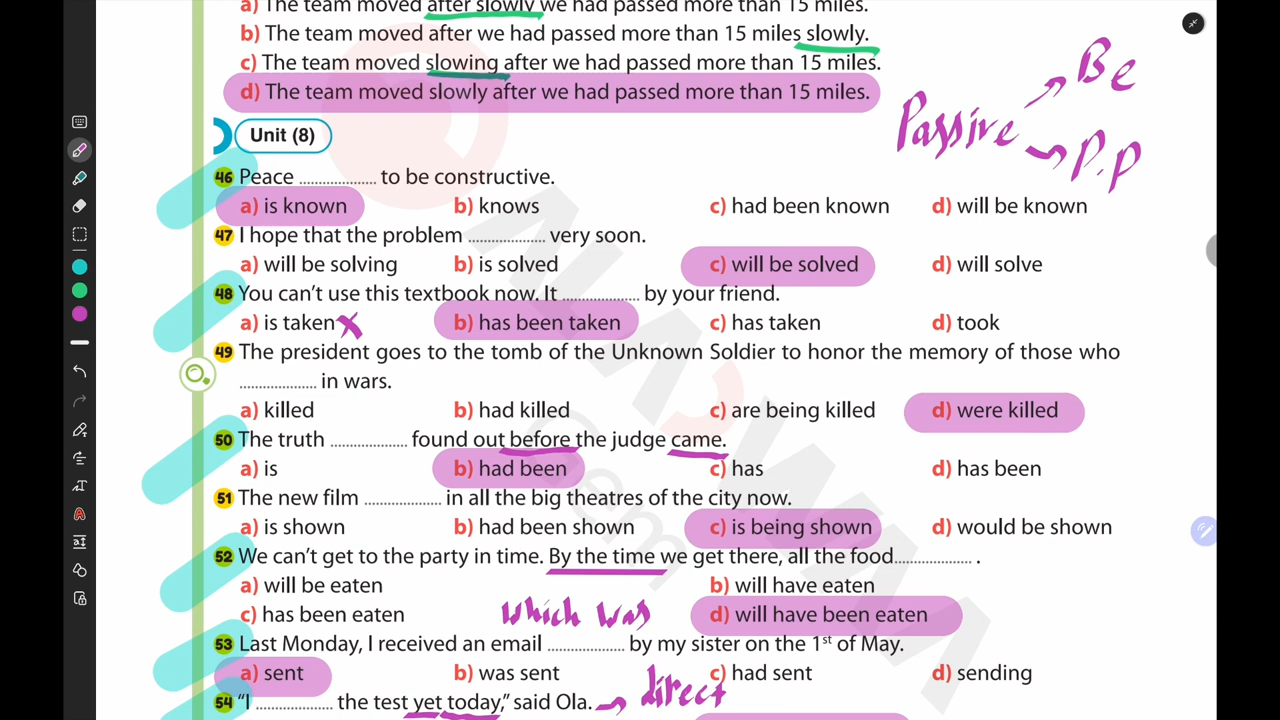 a) The team moved after slowly we had passed more than 15 miles.
b) The team moved after we had passed more than 15 miles slowly.
c) The team moved slowing after we had passed more than 15 miles.
d) The team moved slowly after we had passed more than 15 miles.
Passive Be
P.P
Unit (8)
46 Peace .................... to be constructive.
a) is known b) knows c) had been known d) will be known
47 I hope that the problem .................... very soon.
a) will be solving b) is solved c) will be solved d) will solve
48 You can't use this textbook now. It .................... by your friend.
a) is taken b) has been taken c) has taken d) took
49 The president goes to the tomb of the Unknown Soldier to honor the memory of those who
.................... in wars.
a) killed b) had killed c) are being killed d) were killed
50 The truth .................... found out before the judge came.
a) is b) had been c) has d) has been
51 The new film .................... in all the big theatres of the city now.
a) is shown b) had been shown c) is being shown d) would be shown
52 We can't get to the party in time. By the time we get there, all the food.................... .
a) will be eaten b) will have eaten
c) has been eaten d) will have been eaten
which was
53 Last Monday, I received an email .................... by my sister on the 1st of May.
a) sent b) was sent c) had sent d) sending
54 "I .................... the test yet today," said Ola. direct